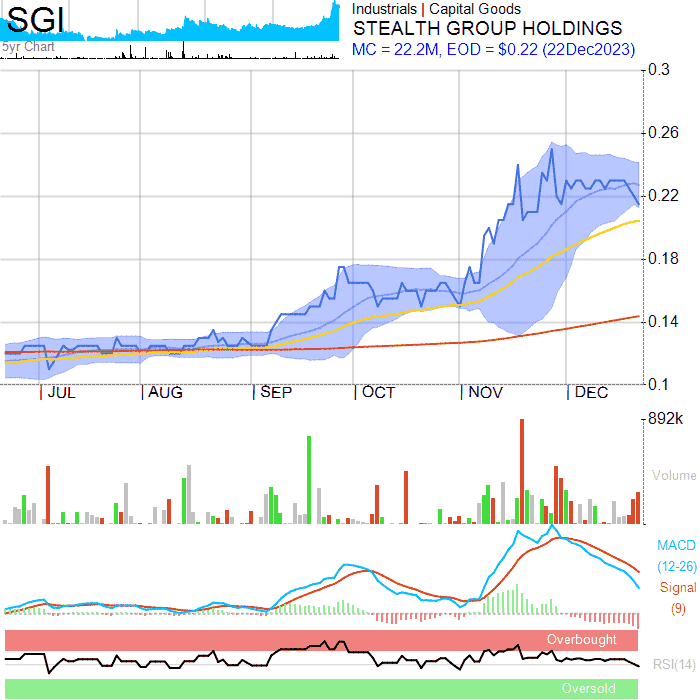 SGI
5yr Chart
Industrials | Capital Goods
STEALTH GROUP HOLDINGS
MC = 22.2M, EOD = $0.22 (22Dec2023)
0.3
0.26
0.22
0.18
0.14
0.1
JUL AUG SEP OCT NOV DEC
892k
Volume
MACD
(12-26)
Signal
(9)
Overbought
RSI(14)
Oversold